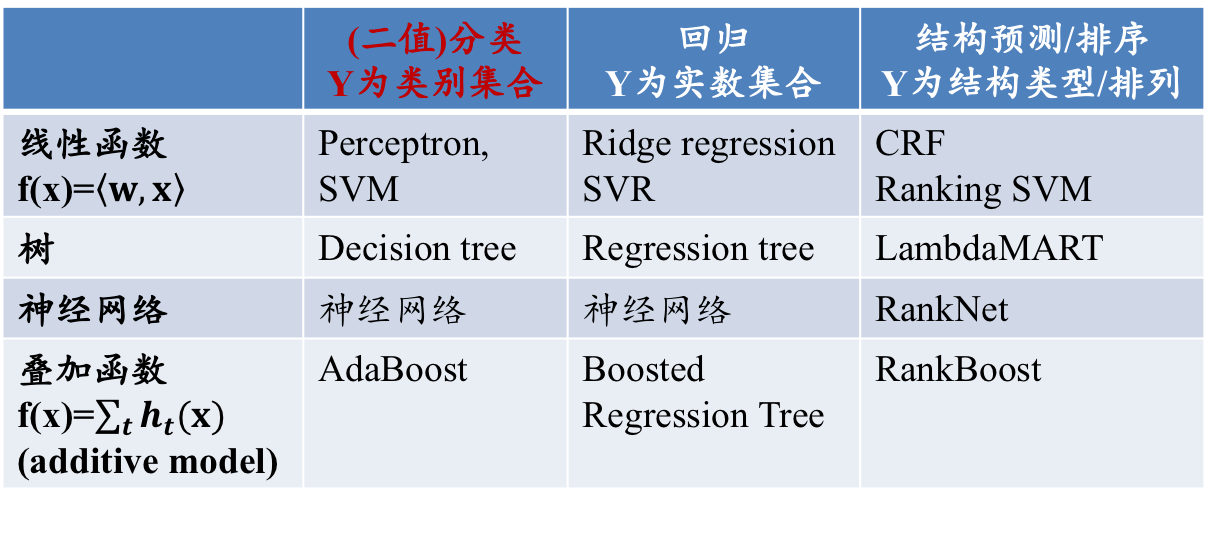 (二值)分类
Y为类别集合
回归
Y为实数集合
结构预测/排序
Y为结构类型/排列
线性函数
f(x)=⟨w, x⟩
Perceptron,
SVM
Ridge regression
SVR
CRF
Ranking SVM
树
Decision tree
Regression tree
LambdaMART
神经网络
神经网络
神经网络
RankNet
叠加函数
f(x)=∑ₜ hₜ(x)
(additive model)
AdaBoost
Boosted
Regression Tree
RankBoost